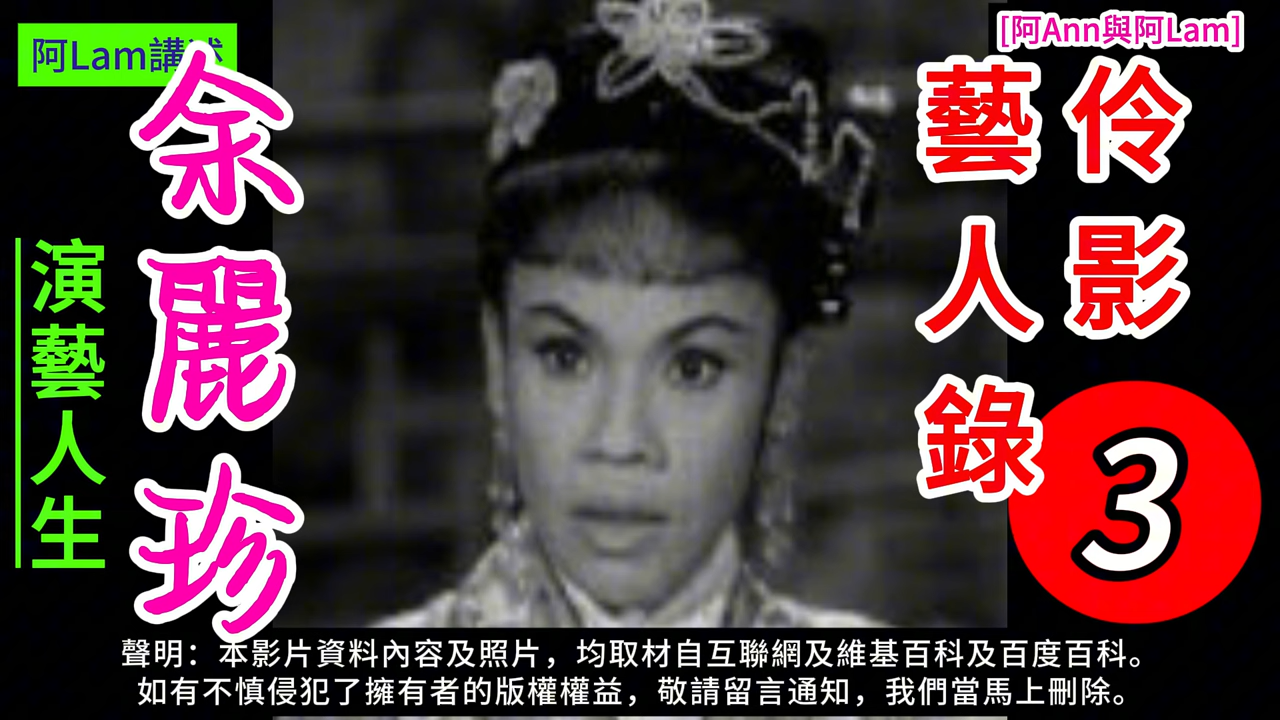 阿Lam講述
[阿Ann與阿Lam]
余麗珍
演藝人生
伶影
藝人錄
3
聲明：本影片資料內容及照片，均取材自互聯網及維基百科及百度百科。
如有不慎侵犯了擁有者的版權權益，敬請留言通知，我們當馬上刪除。